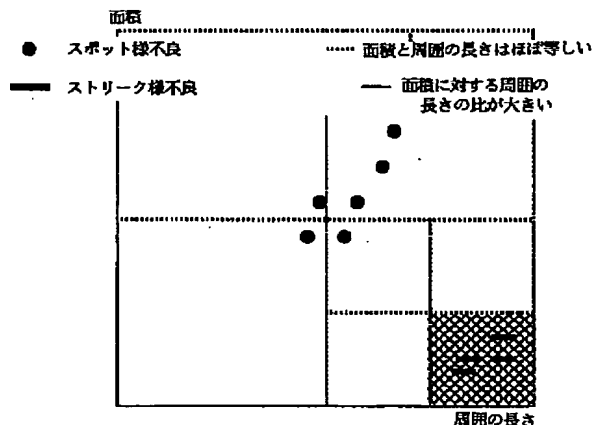 面積
スポット様不良
面積と周囲の長さはほぼ等しい
ストリーク様不良
面積に対する周囲の
長さの比が大きい
周囲の長さ